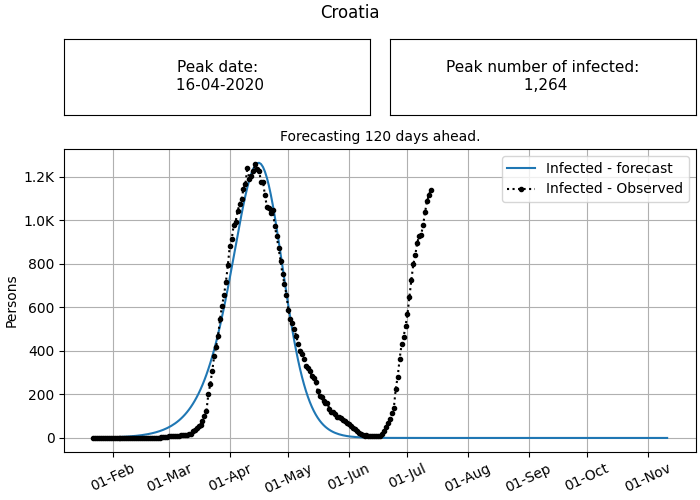 Croatia
Peak date:
16-04-2020
Peak number of infected:
1,264
Forecasting 120 days ahead.
Infected - forecast
Infected - Observed
1.2K
1.0K
800
600
400
200
0
Persons
01-Feb
01-Mar
01-Apr
01-May
01-Jun
01-Jul
01-Aug
01-Sep
01-Oct
01-Nov